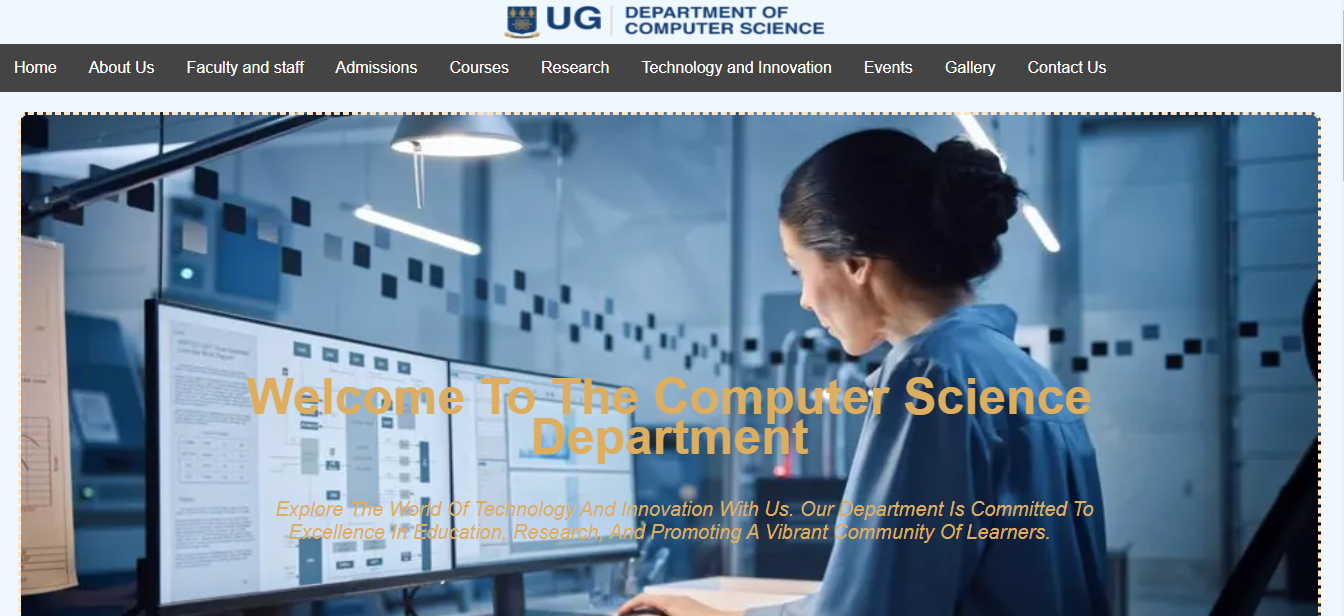 UG DEPARTMENT OF
COMPUTER SCIENCE
Home About Us Faculty and staff Admissions Courses Research Technology and Innovation Events Gallery Contact Us
Welcome To The Computer Science
Department
Explore The World Of Technology And Innovation With Us. Our Department Is Committed To
Excellence In Education, Research, And Promoting A Vibrant Community Of Learners.